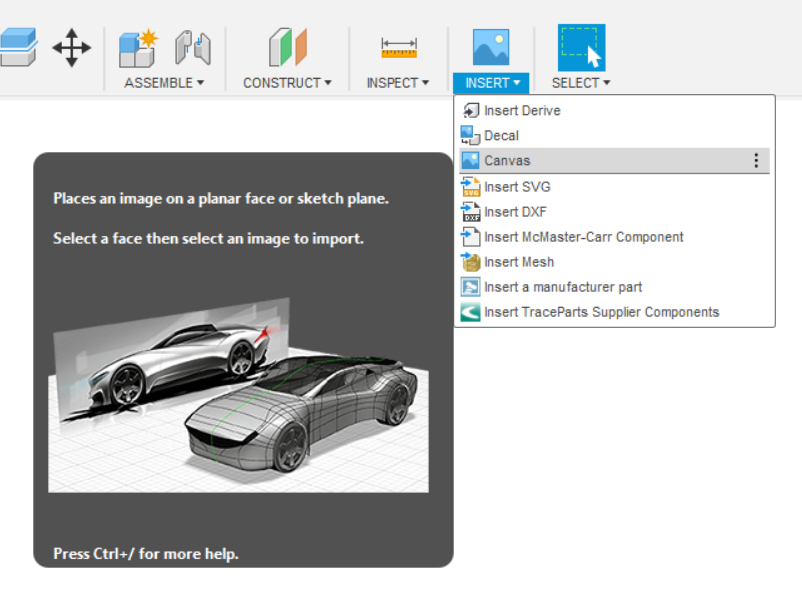 ASSEMBLE ▾
CONSTRUCT ▾
INSPECT ▾
INSERT ▾
SELECT ▾
Insert Derive
Decal
Canvas
Insert SVG
Insert DXF
Insert McMaster-Carr Component
Insert Mesh
Insert a manufacturer part
Insert TraceParts Supplier Components
Places an image on a planar face or sketch plane.
Select a face then select an image to import.
Press Ctrl+/ for more help.